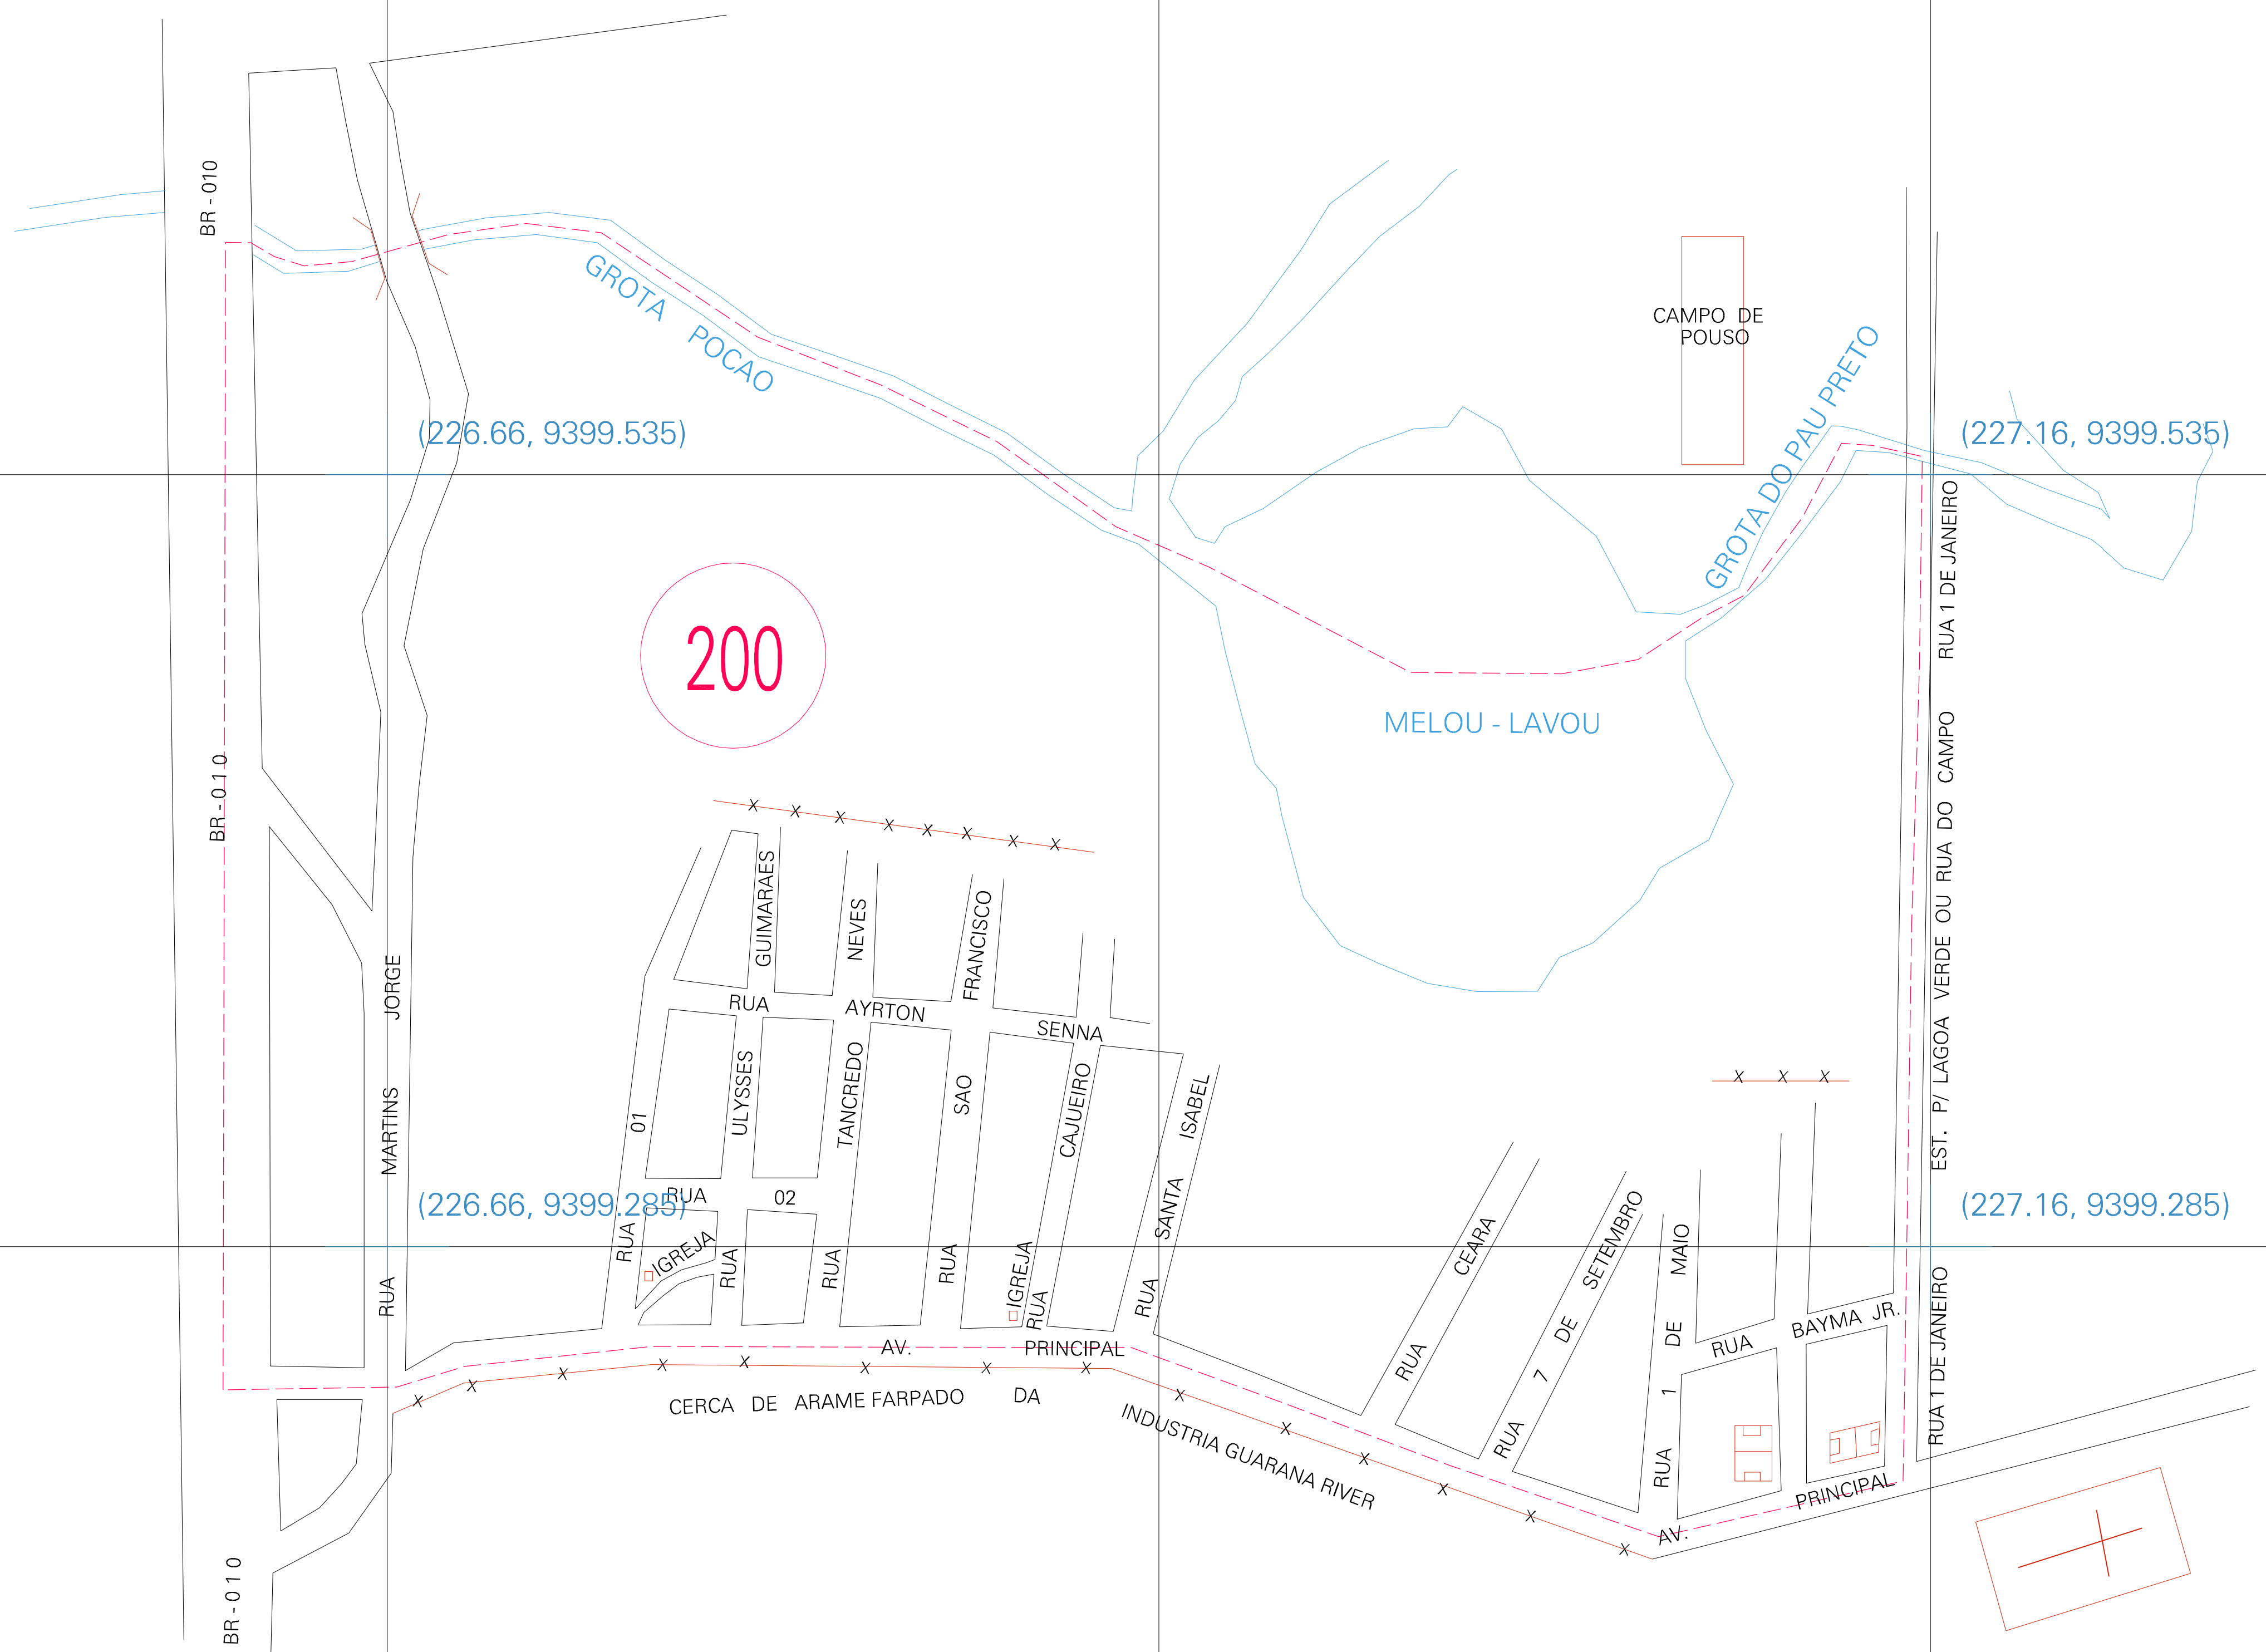 BR - 010
GROTA POCAO
CAMPO DE
POUSO
GROTA DO PAU PRETO
(226.66, 9399.535)
(227.16, 9399.535)
RUA 1 DE JANEIRO
200
MELOU - LAVOU
BR - 0 1 0
EST. P/ LAGOA VERDE OU RUA DO CAMPO
X X X X X X X X
RUA MARTINS JORGE
RUA ULYSSES GUIMARAES
RUA TANCREDO NEVES
RUA SAO FRANCISCO
RUA AYRTON SENNA
RUA CAJUEIRO
RUA SANTA ISABEL
X X X
RUA 01
RUA 02
(226.66, 9399.285)
(227.16, 9399.285)
IGREJA
IGREJA
RUA CEARA
RUA 7 DE SETEMBRO
RUA 1 DE MAIO
RUA BAYMA JR.
RUA 1 DE JANEIRO
AV. PRINCIPAL
X X X X X X X X X X X X X X
CERCA DE ARAME FARPADO DA INDUSTRIA GUARANA RIVER
AV. PRINCIPAL
BR - 0 1 0